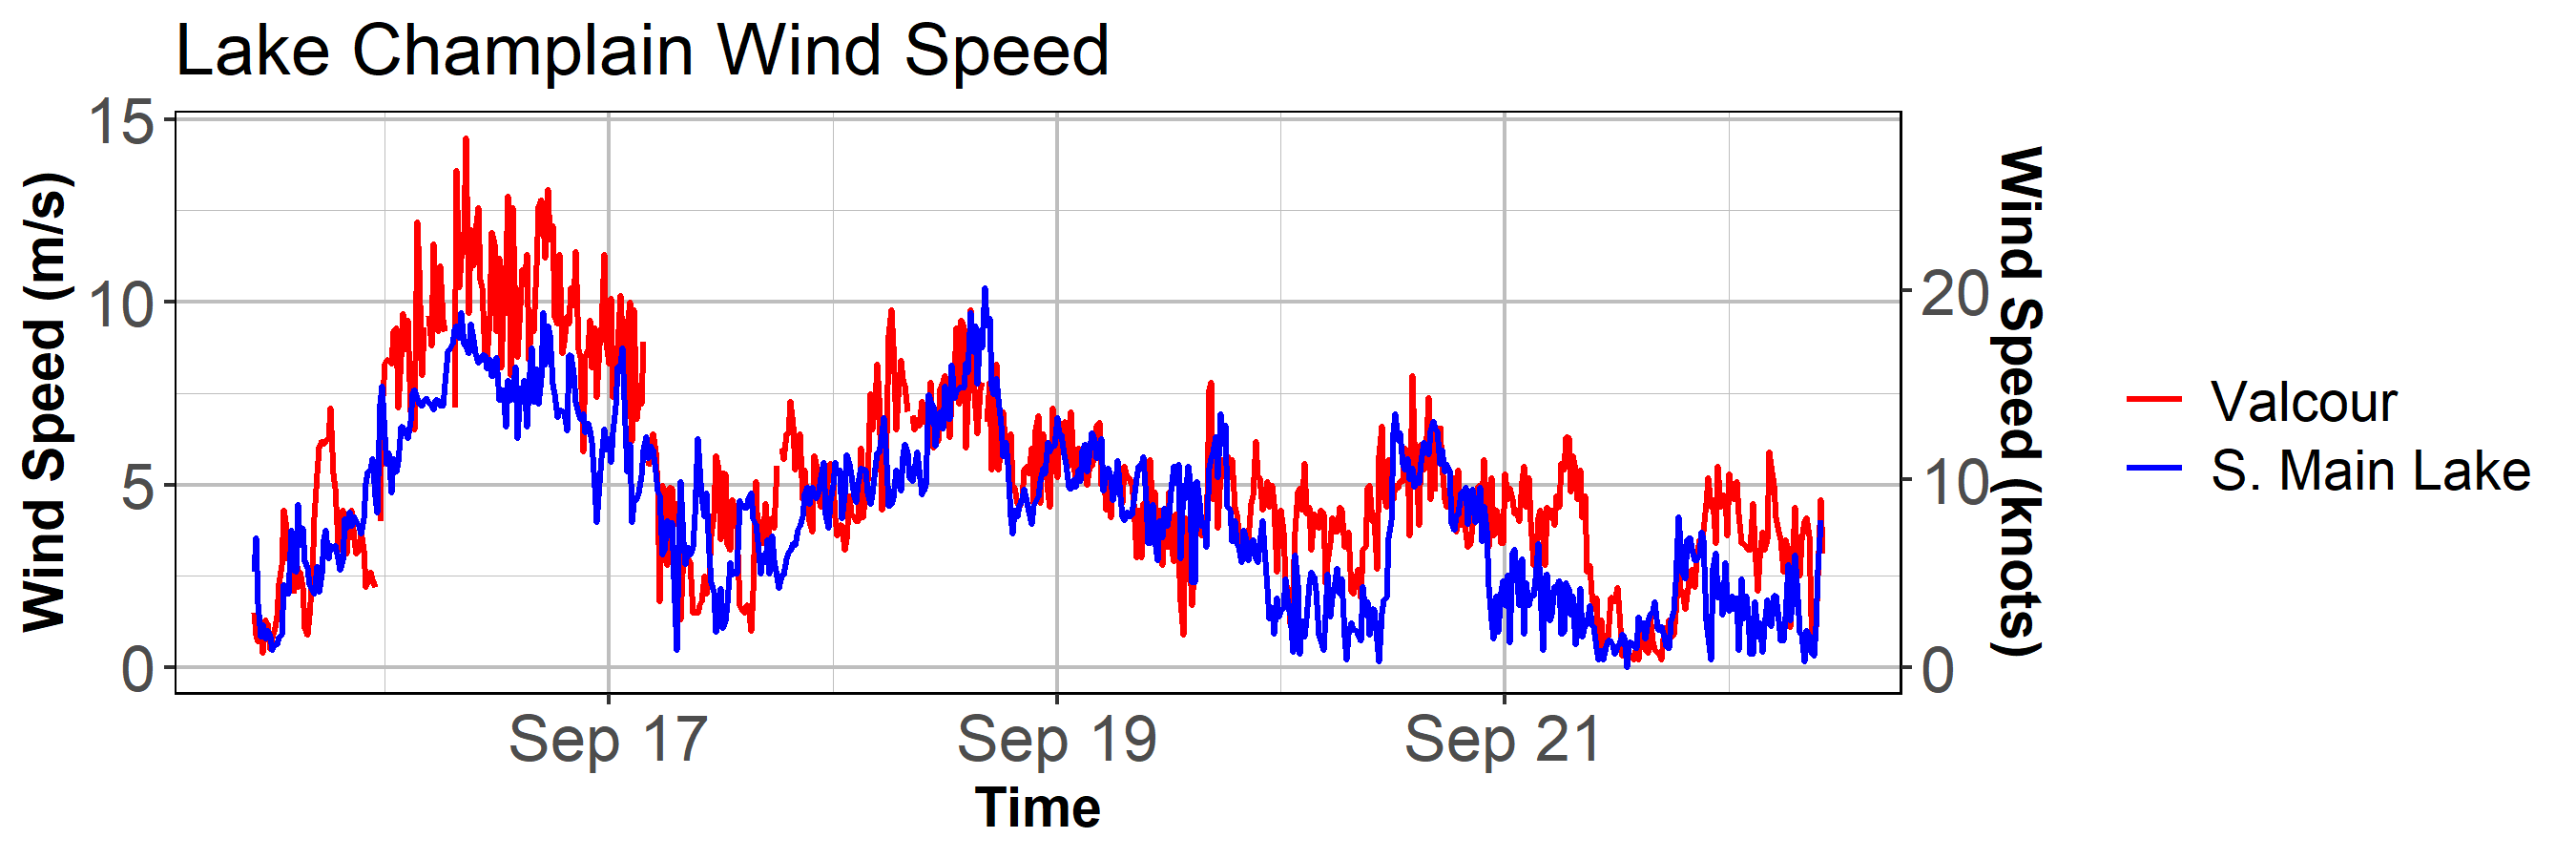 Lake Champlain Wind Speed
Wind Speed (m/s)
15
10
5
0
Sep 17
Sep 19
Sep 21
Time
20
10
0
Wind Speed (knots)
Valcour
S. Main Lake